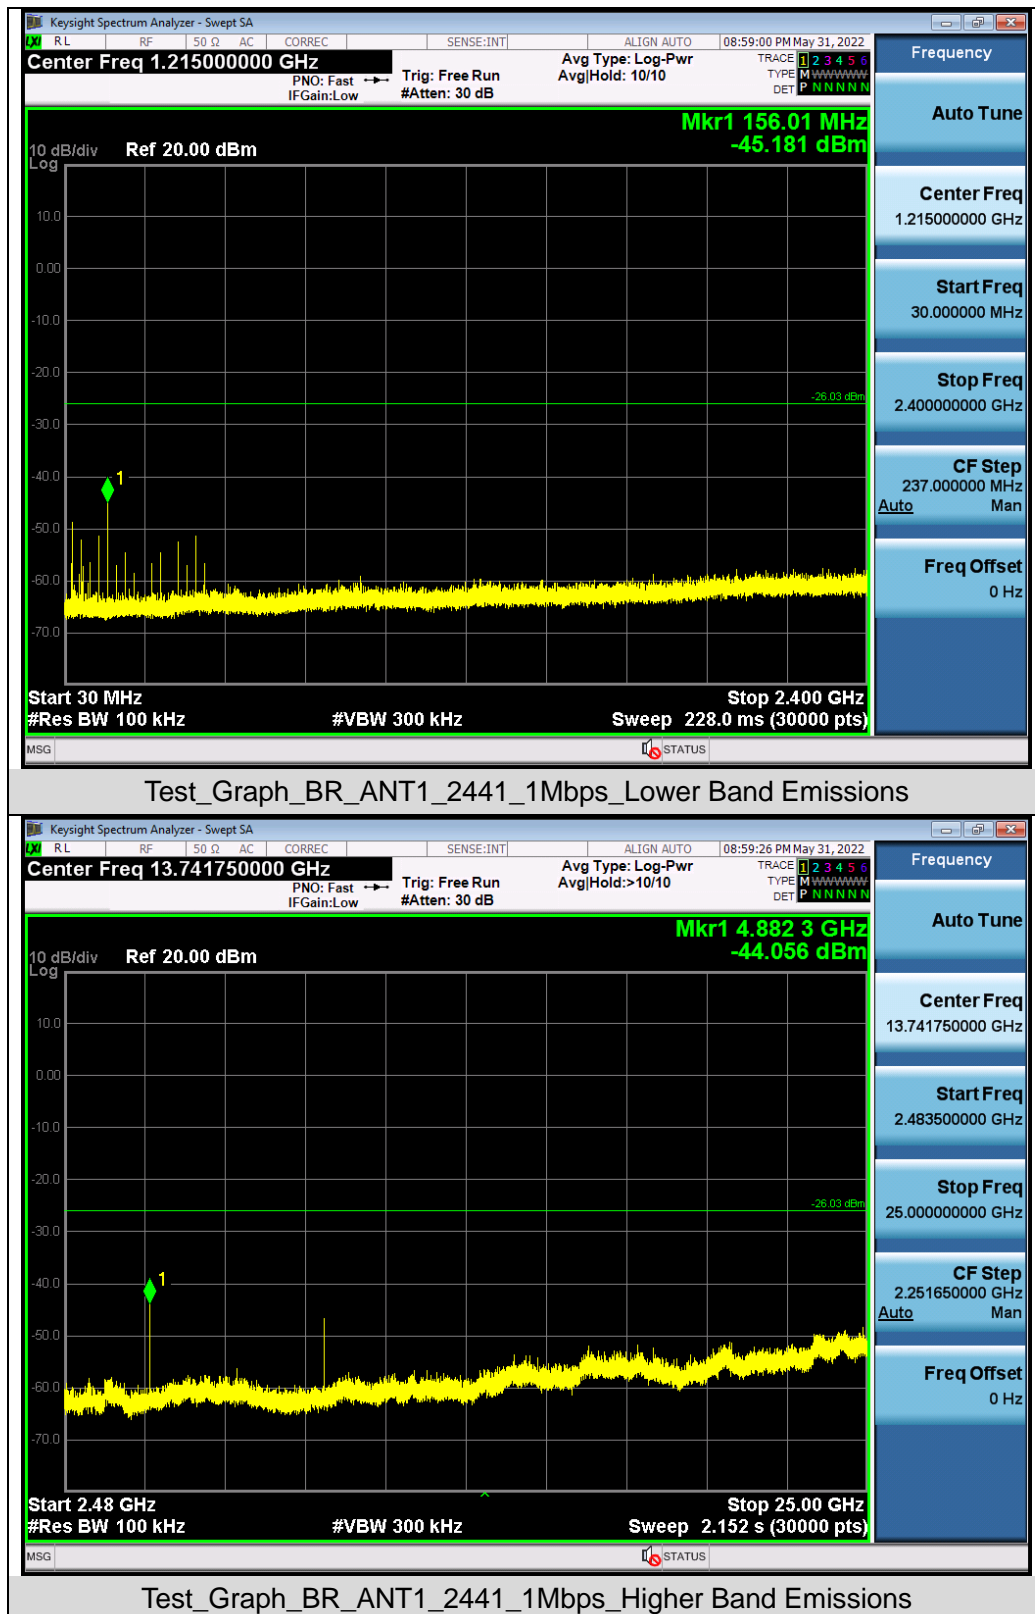 Keysight Spectrum Analyzer - Swept SA
LXI RL RF 50 Ω AC CORREC SENSE:INT ALIGN AUTO 08:59:00 PM May 31, 2022
Center Freq 1.215000000 GHz
PNO: Fast
IFGain:Low
Trig: Free Run
#Atten: 30 dB
Avg Type: Log-Pwr
Avg|Hold: 10/10
TRACE 1 2 3 4 5 6
TYPE M WWWWW
DET P N N N N N
Mkr1 156.01 MHz
-45.181 dBm
10 dB/div Ref 20.00 dBm
Log
10.0
0.00
-10.0
-20.0
-26.03 dBm
-30.0
-40.0
1
-50.0
-60.0
-70.0
Start 30 MHz Stop 2.400 GHz
#Res BW 100 kHz #VBW 300 kHz Sweep 228.0 ms (30000 pts)
MSG STATUS
Frequency
Auto Tune
Center Freq
1.215000000 GHz
Start Freq
30.000000 MHz
Stop Freq
2.400000000 GHz
CF Step
237.000000 MHz
Auto Man
Freq Offset
0 Hz
Test_Graph_BR_ANT1_2441_1Mbps_Lower Band Emissions
Keysight Spectrum Analyzer - Swept SA
LXI RL RF 50 Ω AC CORREC SENSE:INT ALIGN AUTO 08:59:26 PM May 31, 2022
Center Freq 13.741750000 GHz
PNO: Fast
IFGain:Low
Trig: Free Run
#Atten: 30 dB
Avg Type: Log-Pwr
Avg|Hold:>10/10
TRACE 1 2 3 4 5 6
TYPE M WWWWW
DET P N N N N N
Mkr1 4.882 3 GHz
-44.056 dBm
10 dB/div Ref 20.00 dBm
Log
10.0
0.00
-10.0
-20.0
-26.03 dBm
-30.0
-40.0
1
-50.0
-60.0
-70.0
Start 2.48 GHz Stop 25.00 GHz
#Res BW 100 kHz #VBW 300 kHz Sweep 2.152 s (30000 pts)
MSG STATUS
Frequency
Auto Tune
Center Freq
13.741750000 GHz
Start Freq
2.483500000 GHz
Stop Freq
25.000000000 GHz
CF Step
2.251650000 GHz
Auto Man
Freq Offset
0 Hz
Test_Graph_BR_ANT1_2441_1Mbps_Higher Band Emissions